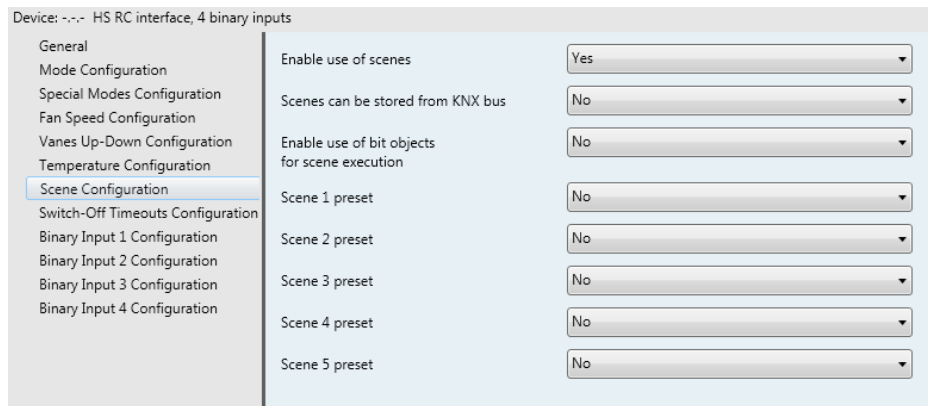 Device: -.-.- HS RC interface, 4 binary inputs
General
Mode Configuration
Special Modes Configuration
Fan Speed Configuration
Vanes Up-Down Configuration
Temperature Configuration
Scene Configuration
Switch-Off Timeouts Configuration
Binary Input 1 Configuration
Binary Input 2 Configuration
Binary Input 3 Configuration
Binary Input 4 Configuration
Enable use of scenes Yes
Scenes can be stored from KNX bus No
Enable use of bit objects No
for scene execution
Scene 1 preset No
Scene 2 preset No
Scene 3 preset No
Scene 4 preset No
Scene 5 preset No